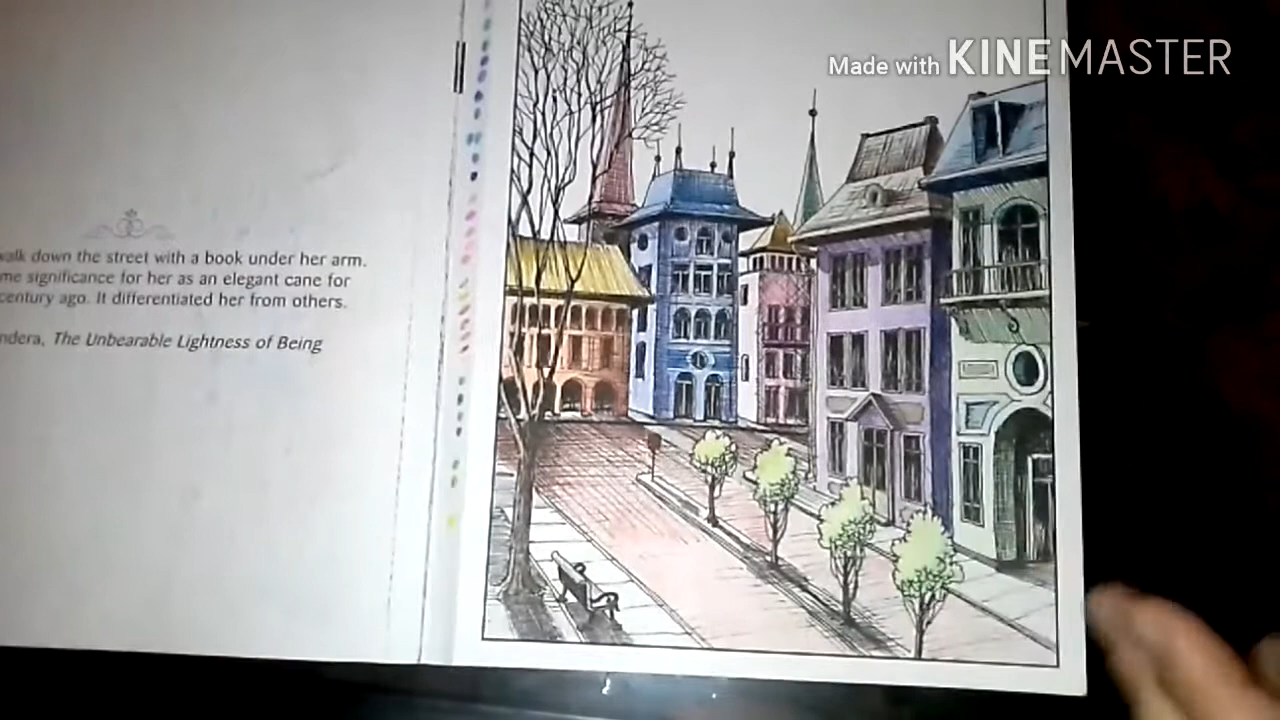 Made with KINEMASTER
walk down the street with a book under her arm.
me significance for her as an elegant cane for
century ago. It differentiated her from others.
ndera, The Unbearable Lightness of Being